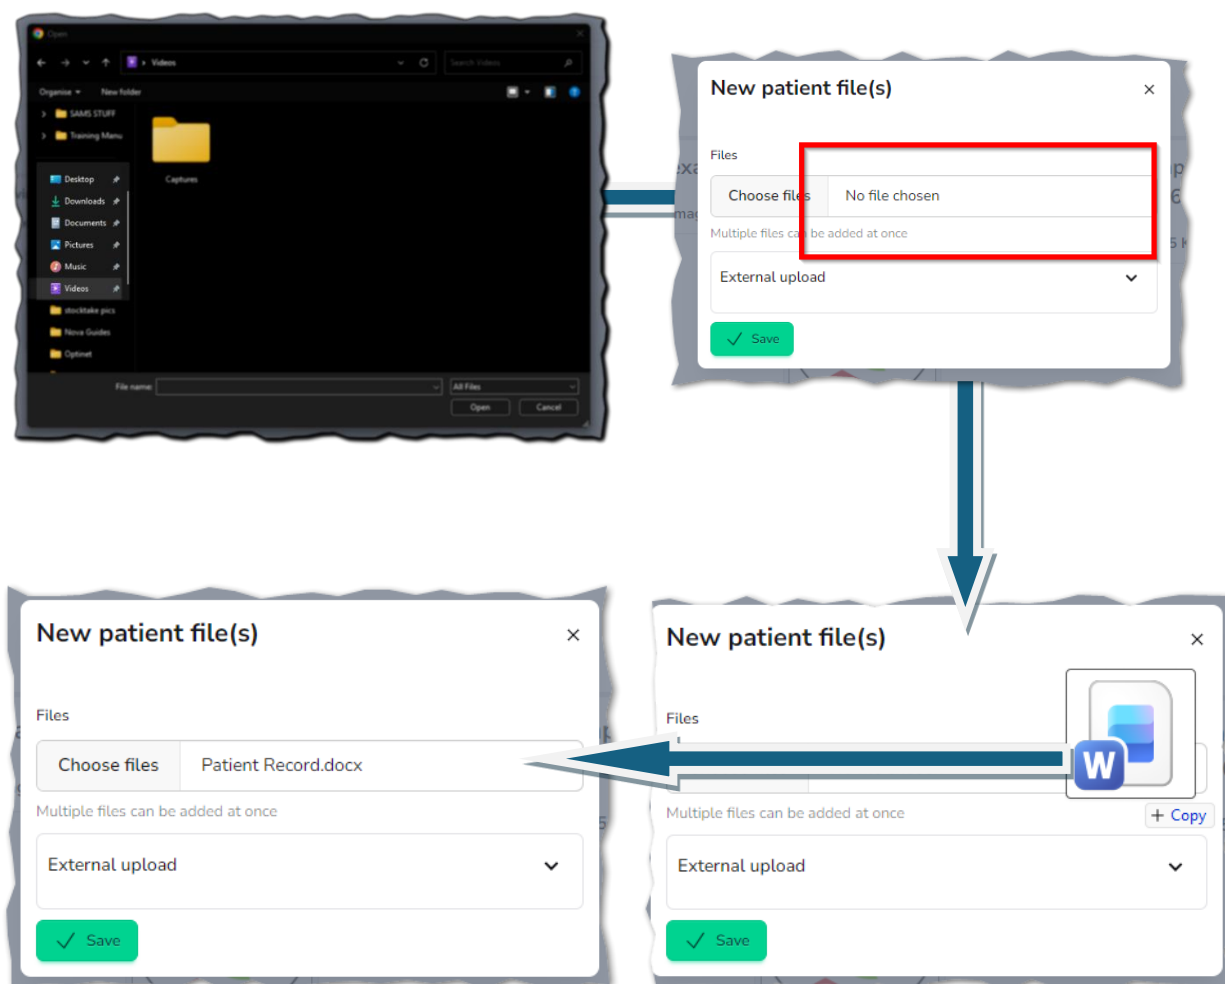 Open
Videos
Search Videos
Organise
New folder
SAMS STUFF
Training Manu
Desktop
Downloads
Documents
Pictures
Music
Videos
stocktake pics
Nova Guides
Optinet
Captures
File name:
All Files
Open
Cancel
New patient file(s)
Files
Choose files
No file chosen
Multiple files can be added at once
External upload
Save
New patient file(s)
Files
Choose files
Patient Record.docx
Multiple files can be added at once
External upload
Save
New patient file(s)
Files
W
Multiple files can be added at once
+ Copy
External upload
Save